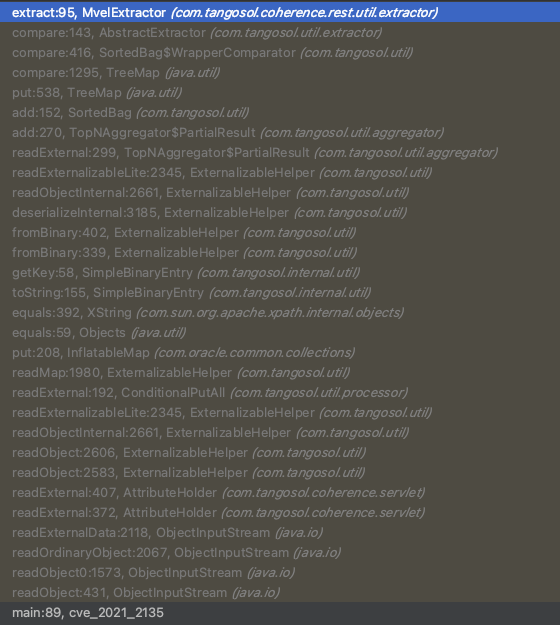 extract:95, MvelExtractor (com.tangosol.coherence.rest.util.extractor)
compare:143, AbstractExtractor (com.tangosol.util.extractor)
compare:416, SortedBag$WrapperComparator (com.tangosol.util)
compare:1295, TreeMap (java.util)
put:538, TreeMap (java.util)
add:152, SortedBag (com.tangosol.util)
add:270, TopNAggregator$PartialResult (com.tangosol.util.aggregator)
readExternal:299, TopNAggregator$PartialResult (com.tangosol.util.aggregator)
readExternalizableLite:2345, ExternalizableHelper (com.tangosol.util)
readObjectInternal:2661, ExternalizableHelper (com.tangosol.util)
deserializeInternal:3185, ExternalizableHelper (com.tangosol.util)
fromBinary:402, ExternalizableHelper (com.tangosol.util)
fromBinary:339, ExternalizableHelper (com.tangosol.util)
getKey:58, SimpleBinaryEntry (com.tangosol.internal.util)
toString:155, SimpleBinaryEntry (com.tangosol.internal.util)
equals:392, XString (com.sun.org.apache.xpath.internal.objects)
equals:59, Objects (java.util)
put:208, InflatableMap (com.oracle.common.collections)
readMap:1980, ExternalizableHelper (com.tangosol.util)
readExternal:192, ConditionalPutAll (com.tangosol.util.processor)
readExternalizableLite:2345, ExternalizableHelper (com.tangosol.util)
readObjectInternal:2661, ExternalizableHelper (com.tangosol.util)
readObject:2606, ExternalizableHelper (com.tangosol.util)
readObject:2583, ExternalizableHelper (com.tangosol.util)
readExternal:407, AttributeHolder (com.tangosol.coherence.servlet)
readExternal:372, AttributeHolder (com.tangosol.coherence.servlet)
readExternalData:2118, ObjectInputStream (java.io)
readOrdinaryObject:2067, ObjectInputStream (java.io)
readObject0:1573, ObjectInputStream (java.io)
readObject:431, ObjectInputStream (java.io)
main:89, cve_2021_2135